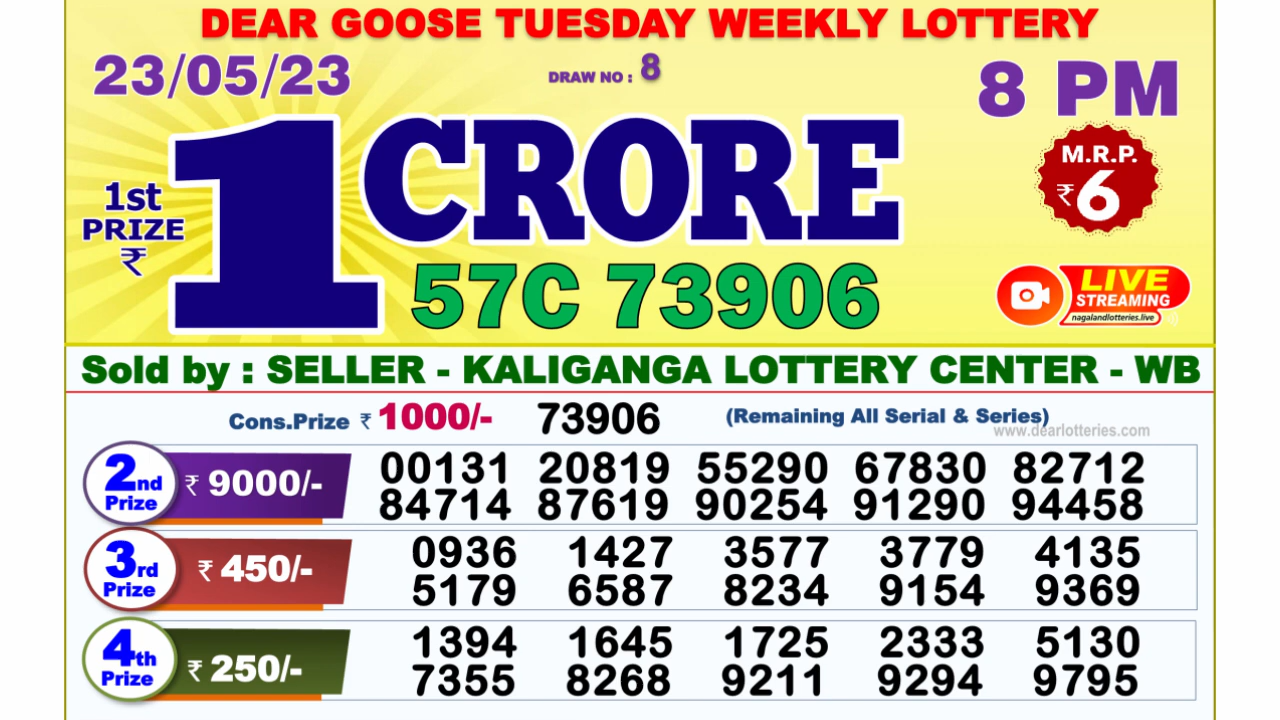 DEAR GOOSE TUESDAY WEEKLY LOTTERY
23/05/23
DRAW NO : 8
8 PM
1st
PRIZE
₹
1 CRORE
M.R.P.
₹ 6
57C 73906
LIVE
STREAMING
nagalandlotteries.live
Sold by : SELLER - KALIGANGA LOTTERY CENTER - WB
Cons.Prize ₹ 1000/- 73906 (Remaining All Serial & Series)
www.dearlotteries.com
2nd
Prize
₹ 9000/-
00131 20819 55290 67830 82712
84714 87619 90254 91290 94458
3rd
Prize
₹ 450/-
0936 1427 3577 3779 4135
5179 6587 8234 9154 9369
4th
Prize
₹ 250/-
1394 1645 1725 2333 5130
7355 8268 9211 9294 9795